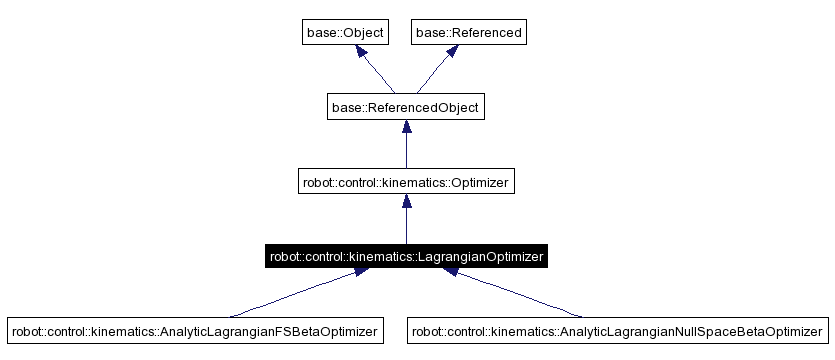 base::Object
base::Referenced
base::ReferencedObject
robot::control::kinematics::Optimizer
robot::control::kinematics::LagrangianOptimizer
robot::control::kinematics::AnalyticLagrangianFSBetaOptimizer
robot::control::kinematics::AnalyticLagrangianNullSpaceBetaOptimizer